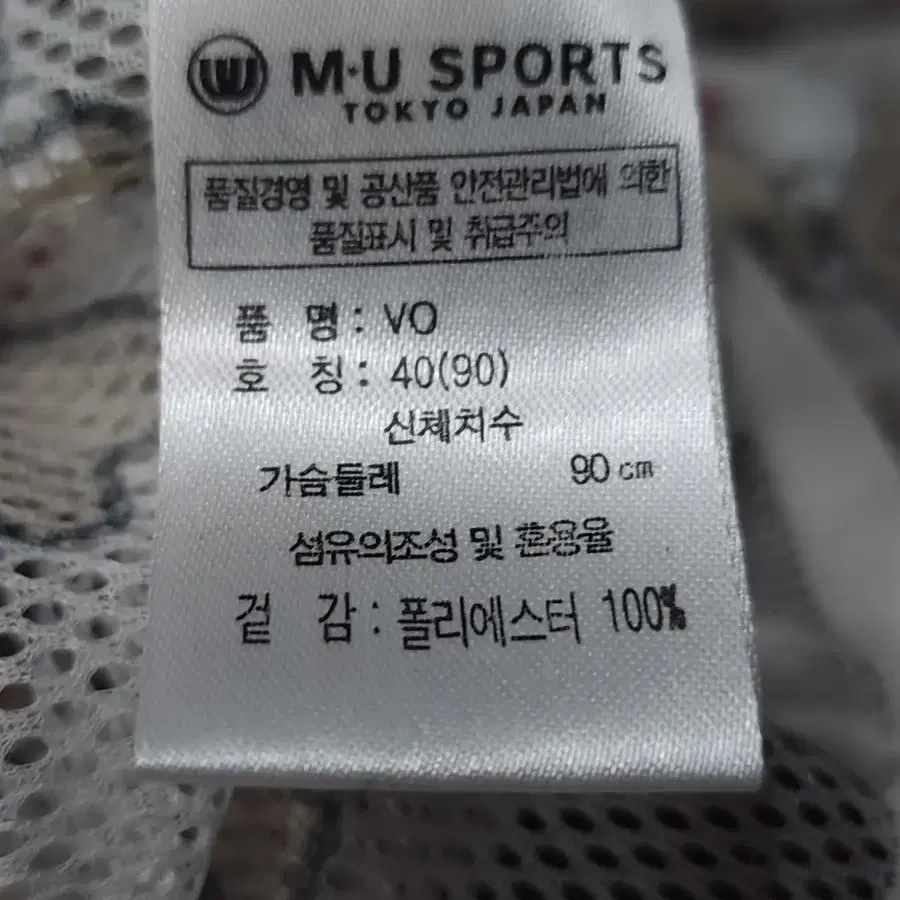 M·U SPORTS
TOKYO JAPAN
품질경영 및 공산품 안전관리법에 의한
품질표시 및 취급주의
품 명 : VO
호 칭 : 40(90)
신체치수
가슴둘레 90 cm
섬유의조성 및 혼용율
겉 감 : 폴리에스터 100%